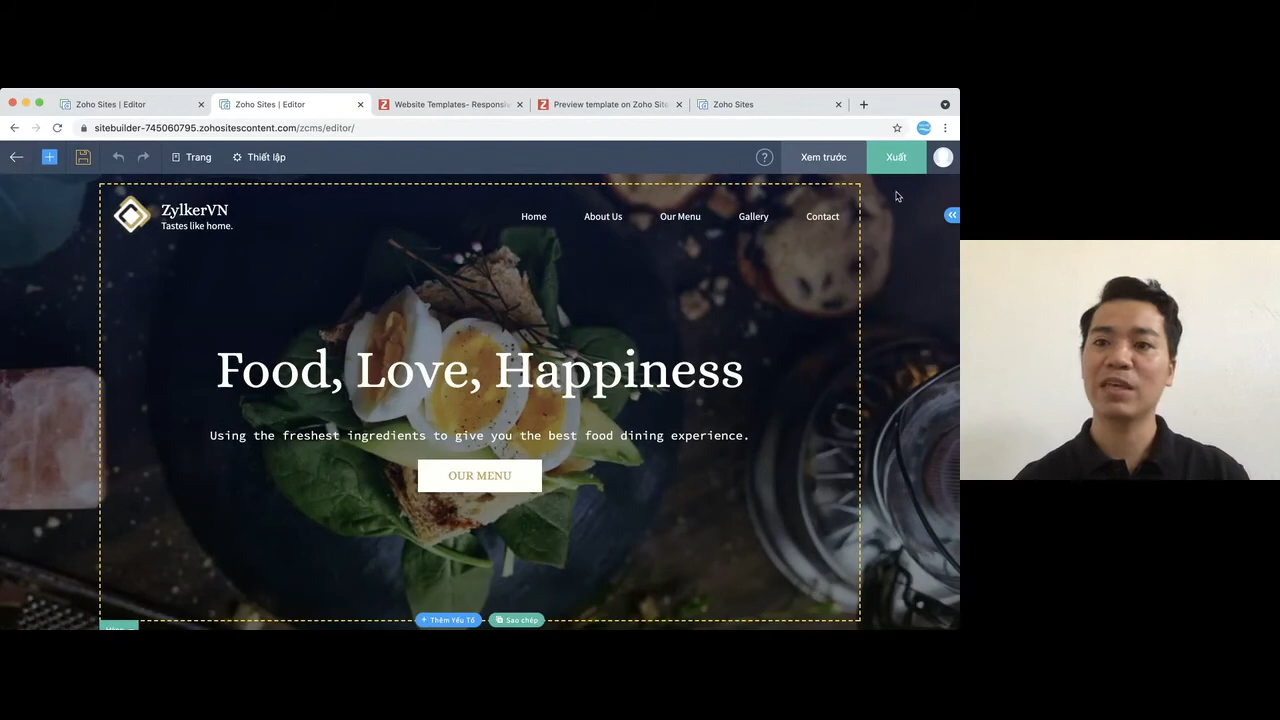 Zoho Sites | Editor
Zoho Sites | Editor
Website Templates- Responsiv
Preview template on Zoho Site
Zoho Sites
sitebuilder-745060795.zohositescontent.com/zcms/editor/
Trang
Thiết lập
?
Xem trước
Xuất
ZylkerVN
Tastes like home.
Home
About Us
Our Menu
Gallery
Contact
Food, Love, Happiness
Using the freshest ingredients to give you the best food dining experience.
OUR MENU
+ Thêm Yếu Tố
Sao chép